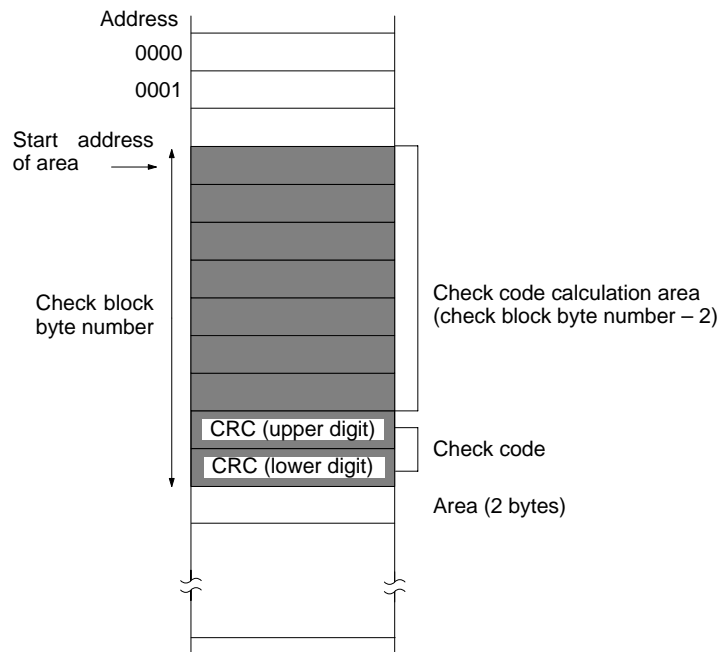 Address
0000
0001
Start address
of area
Check block
byte number
Check code calculation area
(check block byte number – 2)
CRC (upper digit)
CRC (lower digit)
Check code
Area (2 bytes)